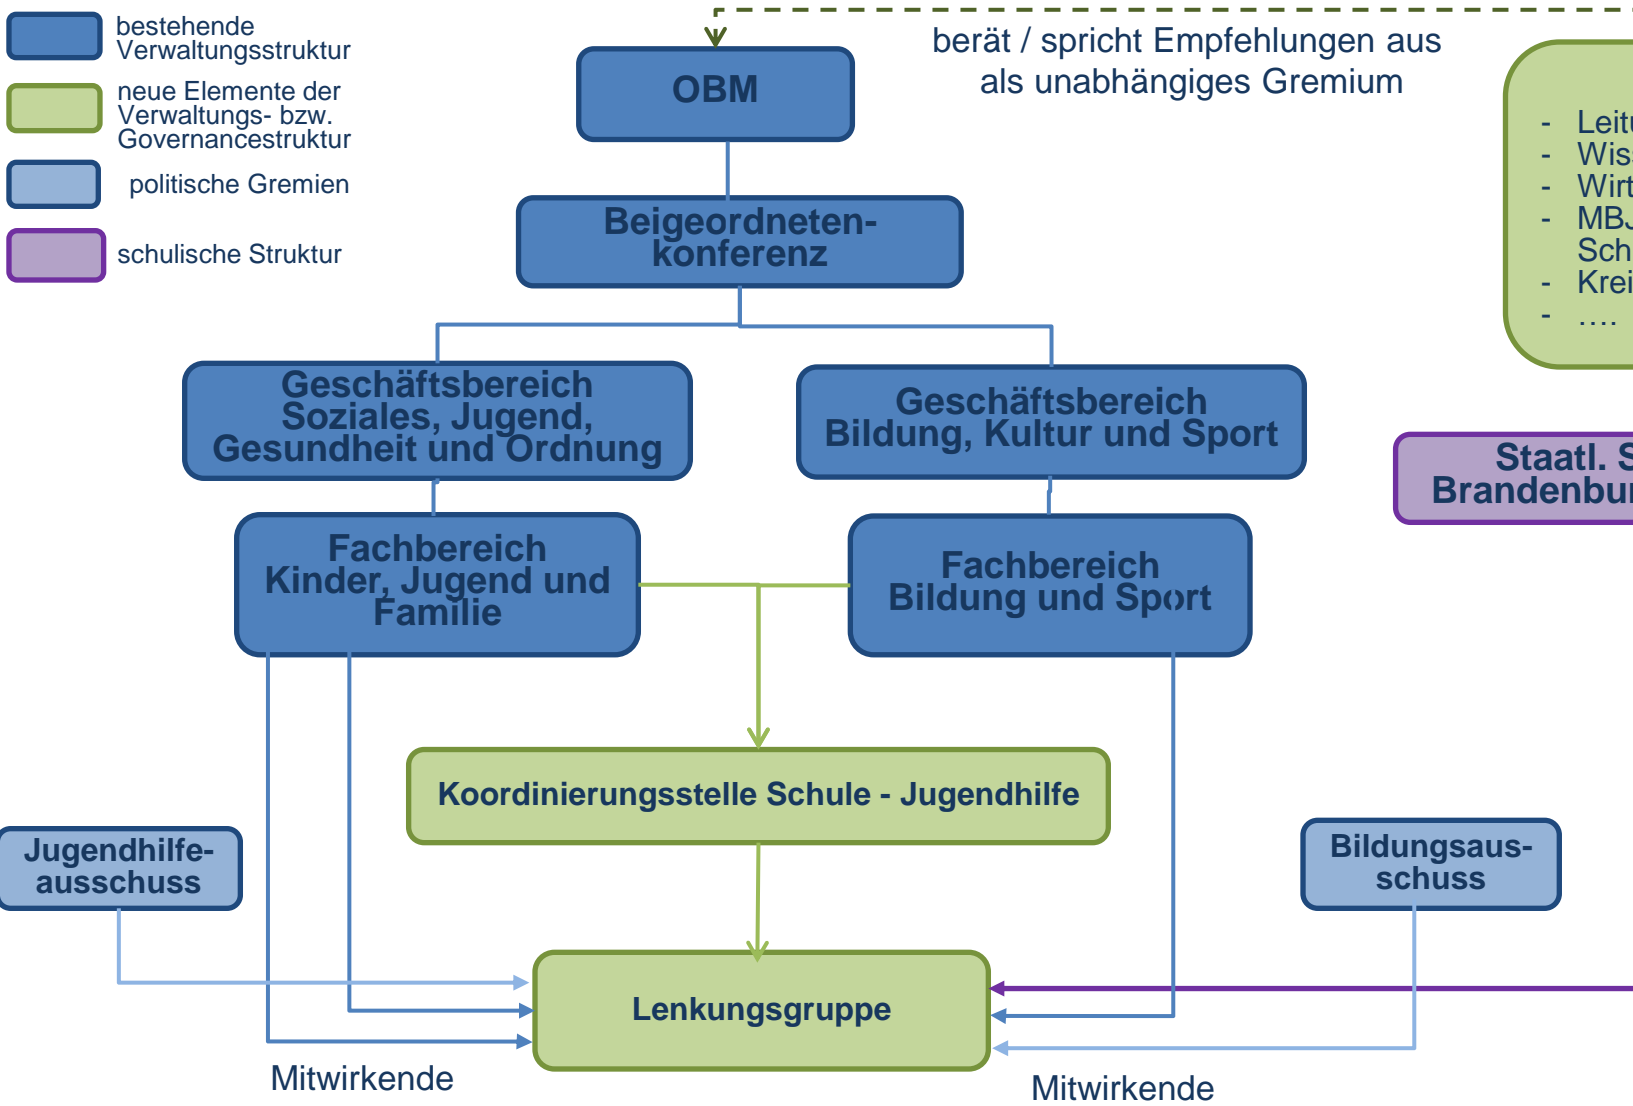 bestehende
Verwaltungsstruktur
neue Elemente der
Verwaltungs- bzw.
Governancestruktur
politische Gremien
schulische Struktur
berät / spricht Empfehlungen aus
als unabhängiges Gremium
OBM
Beigeordneten-
konferenz
- Leitu
- Wiss
- Wirt
- MBJ
Sch
- Krei
- ....
Geschäftsbereich
Soziales, Jugend,
Gesundheit und Ordnung
Geschäftsbereich
Bildung, Kultur und Sport
Staatl. S
Brandenbur
Fachbereich
Kinder, Jugend und
Familie
Fachbereich
Bildung und Sport
Koordinierungsstelle Schule - Jugendhilfe
Jugendhilfe-
ausschuss
Bildungsaus-
schuss
Lenkungsgruppe
Mitwirkende
Mitwirkende